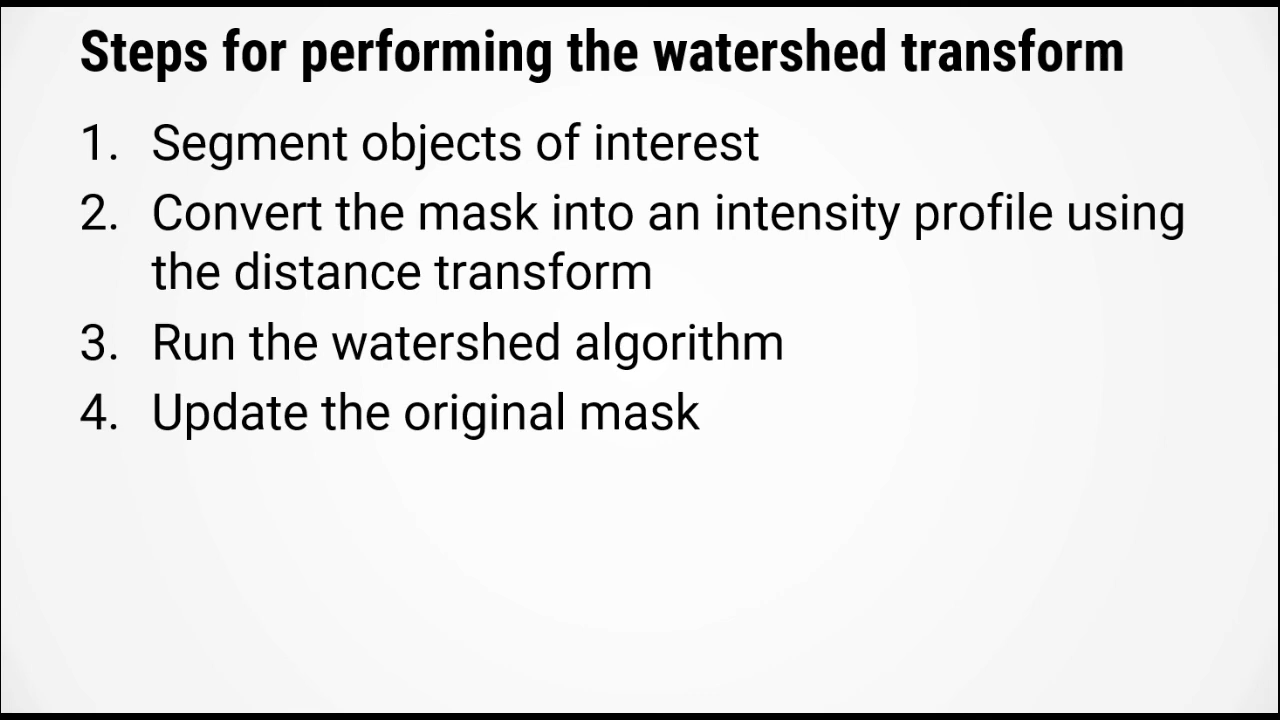 Steps for performing the watershed transform
1. Segment objects of interest
2. Convert the mask into an intensity profile using
the distance transform
3. Run the watershed algorithm
4. Update the original mask